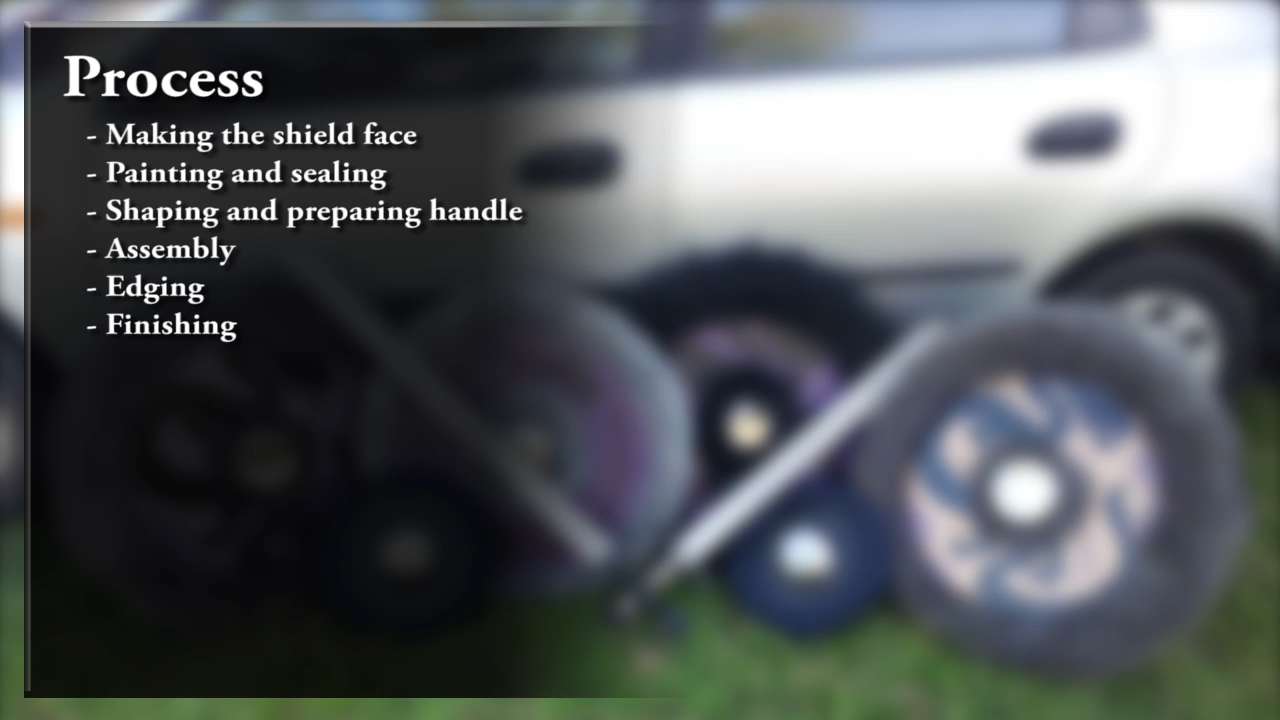 Process
- Making the shield face
- Painting and sealing
- Shaping and preparing handle
- Assembly
- Edging
- Finishing